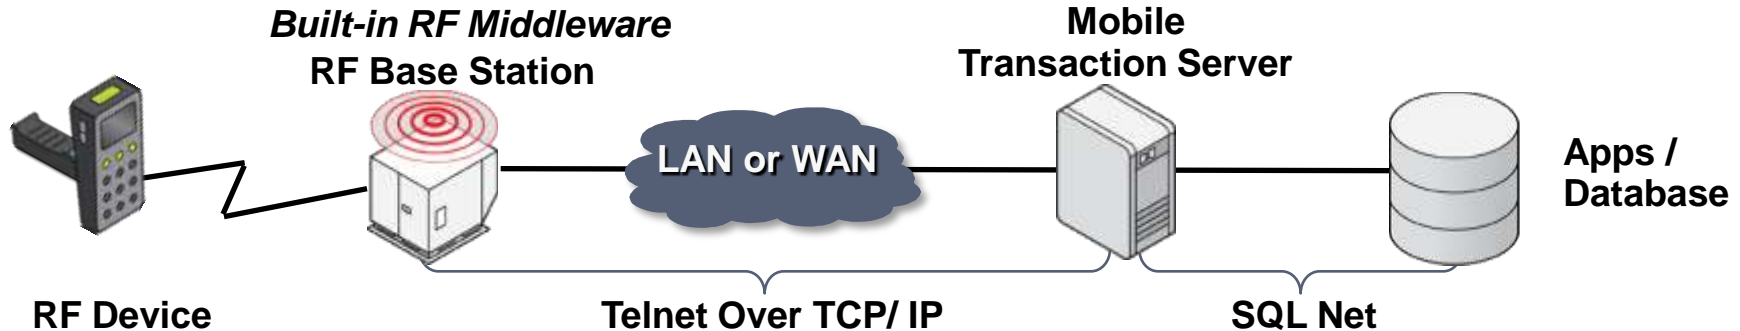 Built-in RF Middleware
RF Base Station
Mobile
Transaction Server
LAN or WAN
Apps /
Database
RF Device
Telnet Over TCP/ IP
SQL Net